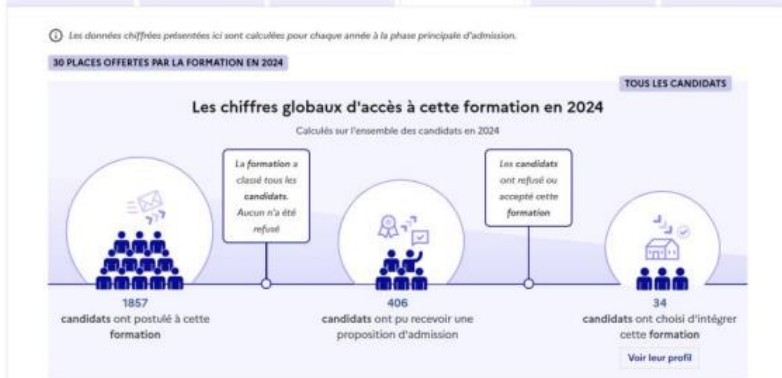 Les données chiffrées présentées ici sont calculées pour chaque année à la phase principale d'admission.
30 PLACES OFFERTES PAR LA FORMATION EN 2024
TOUS LES CANDIDATS
Les chiffres globaux d'accès à cette formation en 2024
Calculés sur l'ensemble des candidats en 2024
La formation a
classé tous les
candidats.
Aucun n'a été
refusé
Les candidats
ont refusé ou
accepté cette
formation
1857
candidats ont postulé à cette
formation
406
candidats ont pu recevoir une
proposition d'admission
34
candidats ont choisi d'intégrer
cette formation
Voir leur profil